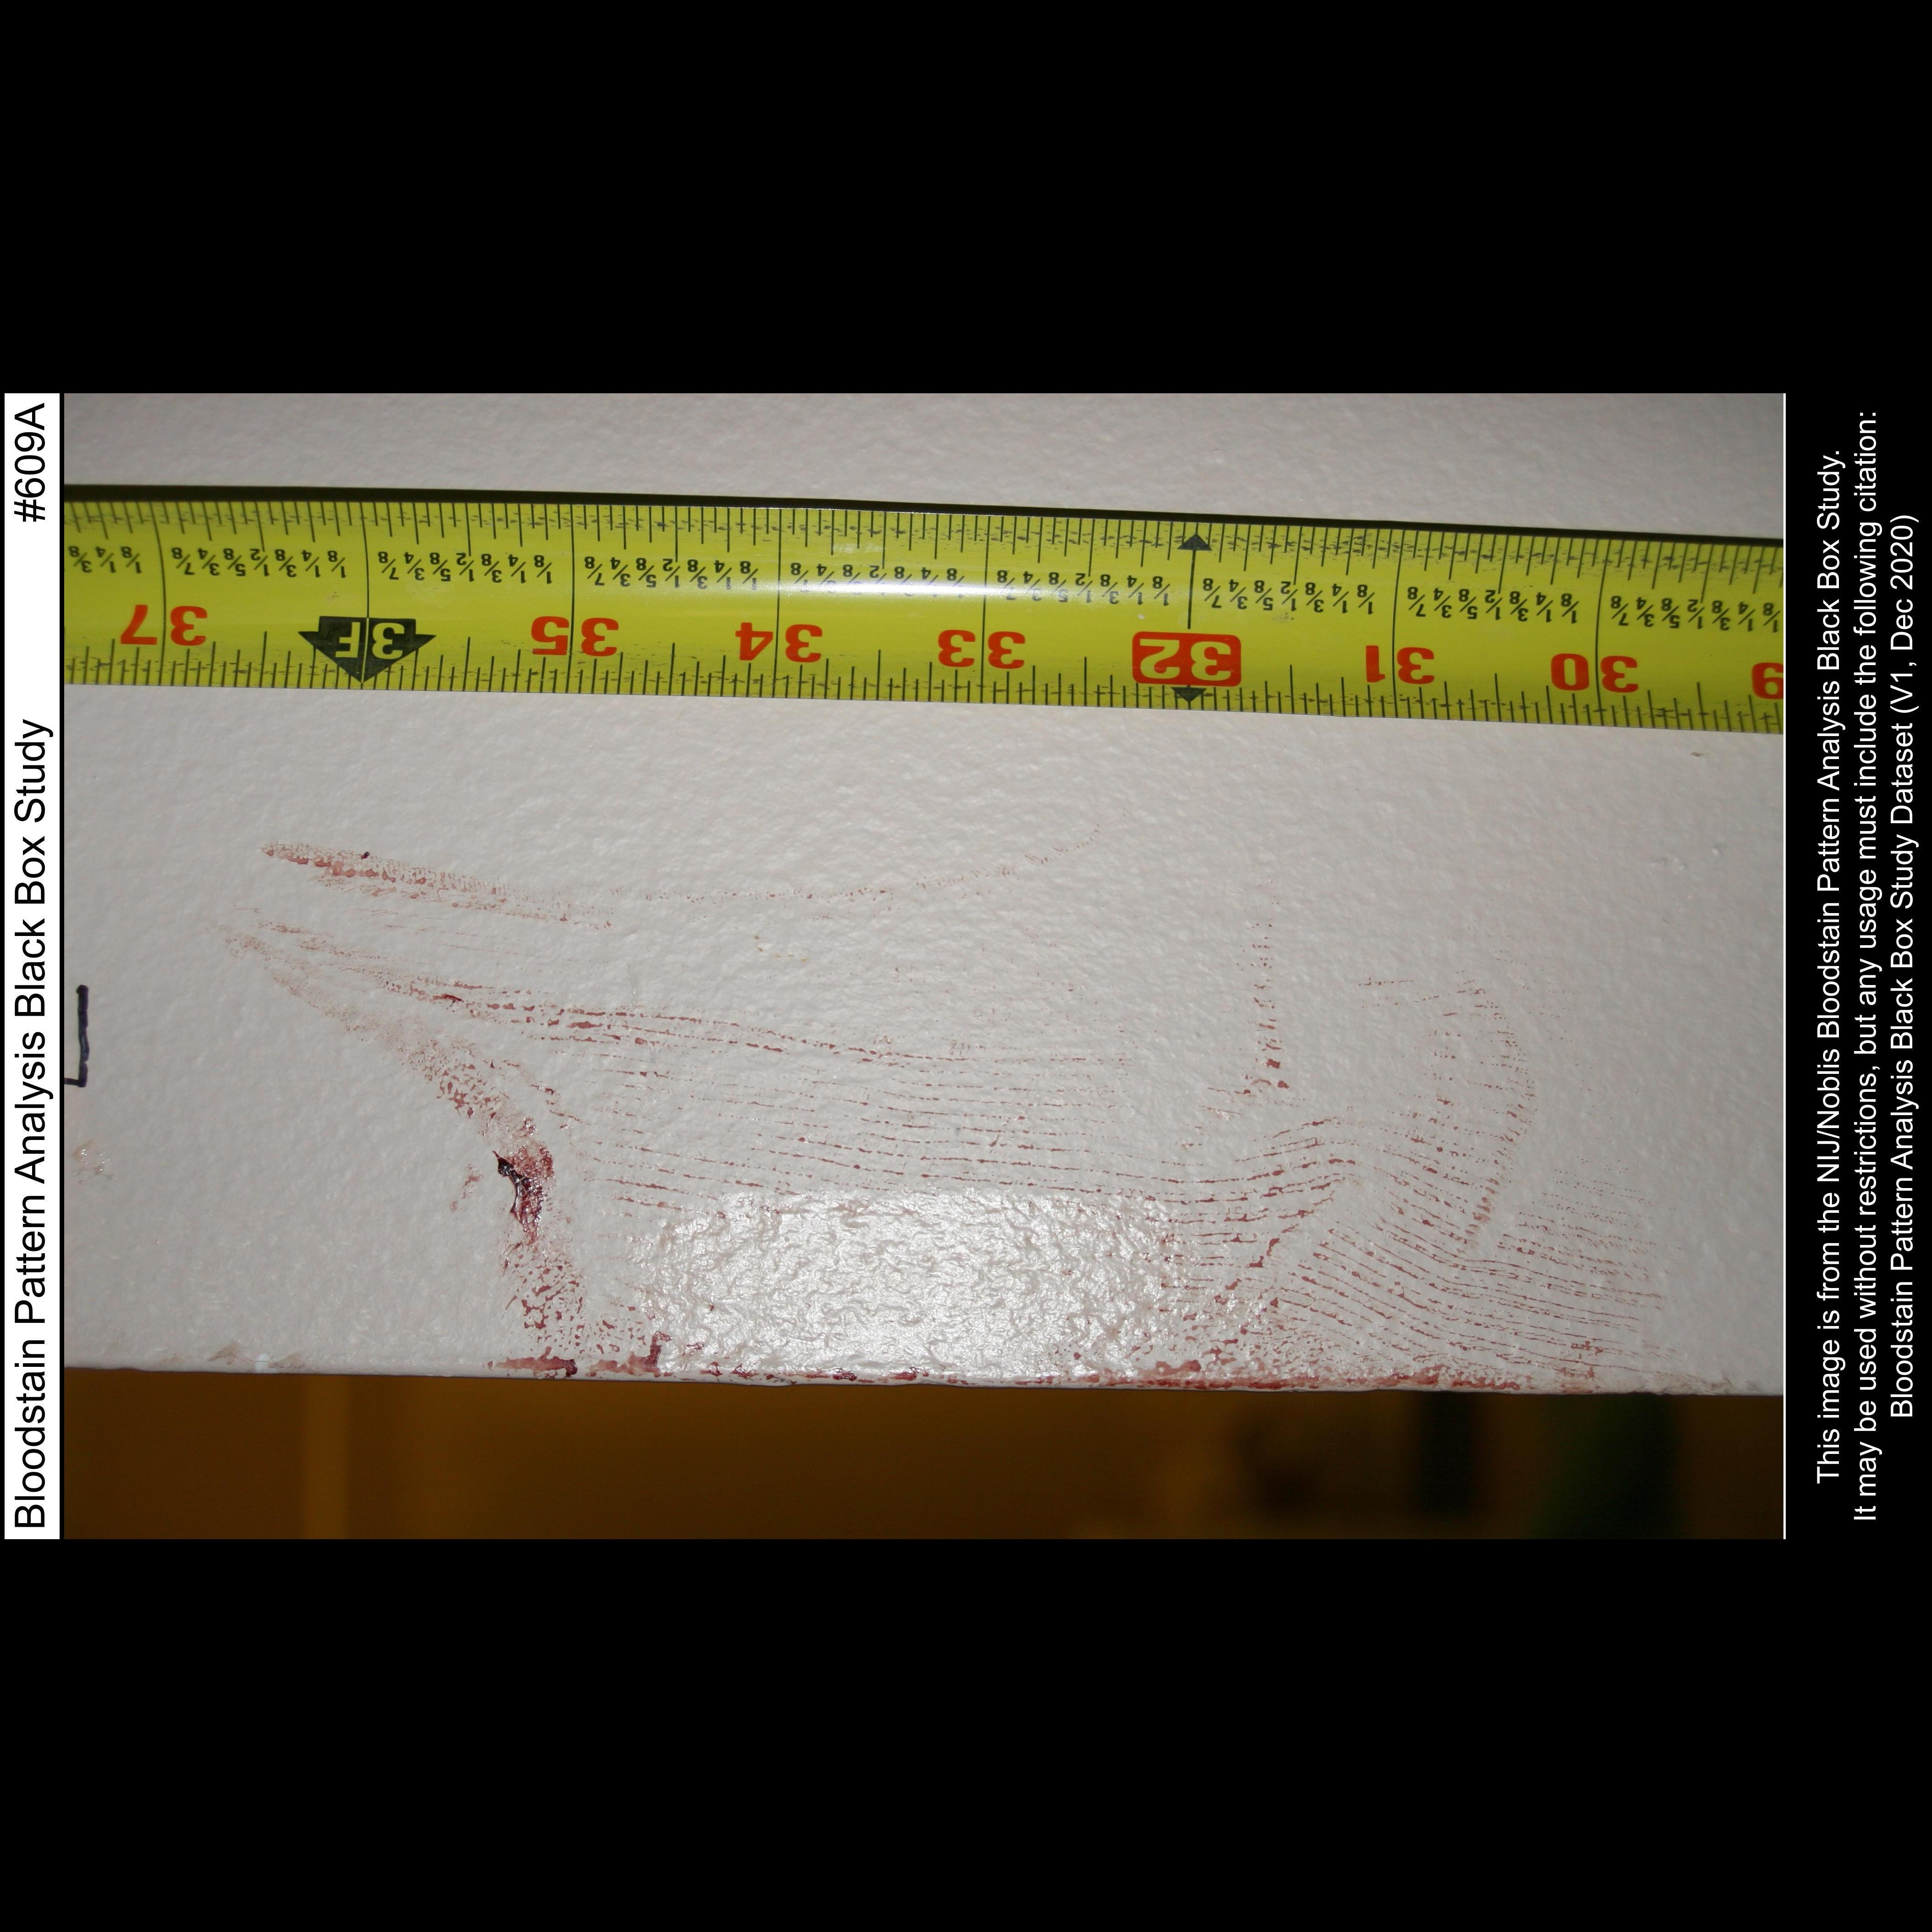 Bloodstain Pattern Analysis Black Box Study #609A
37 3F 35 34 33 32 31 30 9
This image is from the NIJ/Noblis Bloodstain Pattern Analysis Black Box Study.
It may be used without restrictions, but any usage must include the following citation:
Bloodstain Pattern Analysis Black Box Study Dataset (V1, Dec 2020)